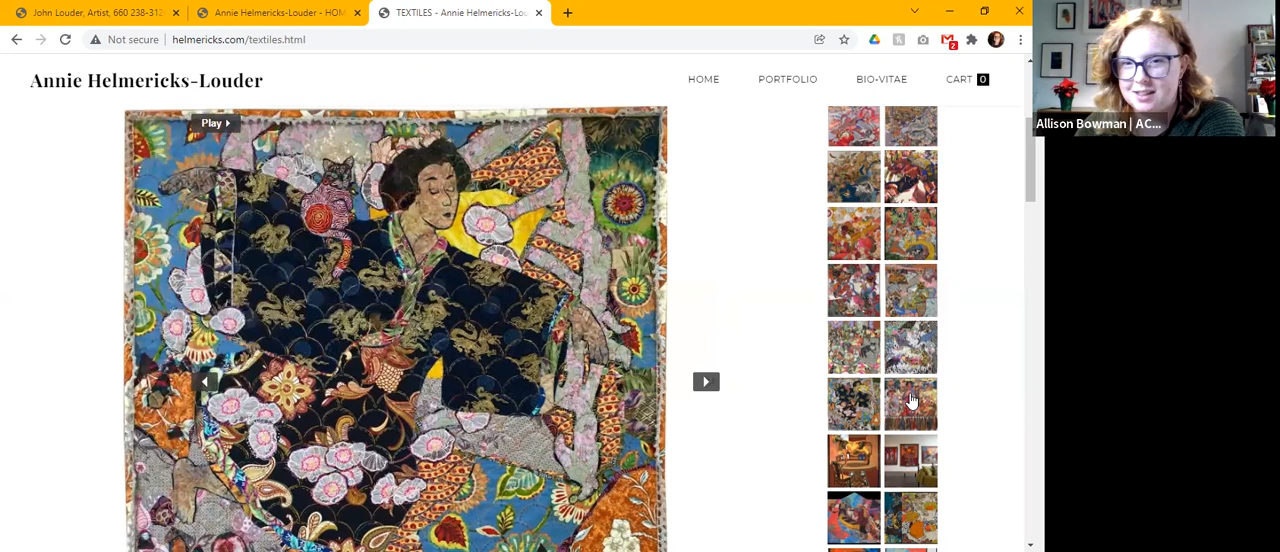 John Louder, Artist, 660 238-312
Annie Helmericks-Louder - HOM
TEXTILES - Annie Helmericks-Lou
Not secure
helmericks.com/textiles.html
2
Annie Helmericks-Louder
HOME
PORTFOLIO
BIO-VITAE
CART 0
Play
Allison Bowman | AC...